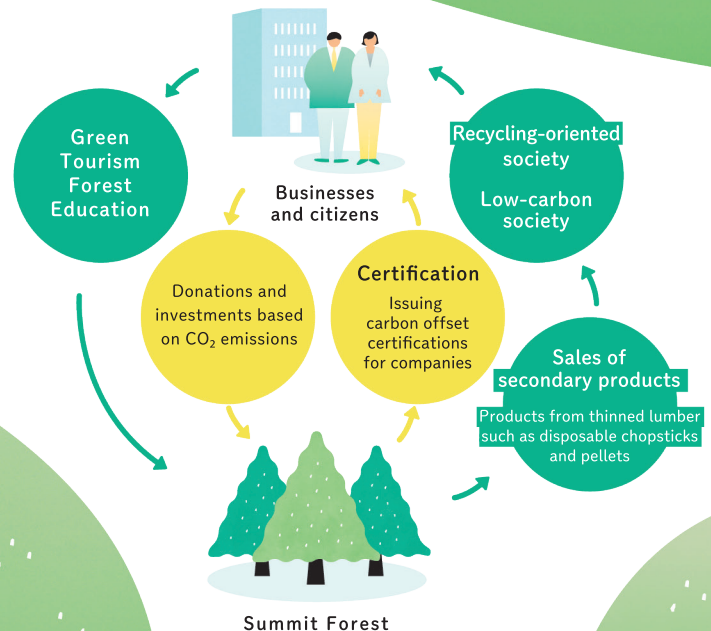 Green
Tourism
Forest
Education
Businesses
and citizens
Recycling-oriented
society
Low-carbon
society
Donations and
investments based
on CO₂ emissions
Certification
Issuing
carbon offset
certifications
for companies
Sales of
secondary products
Products from thinned lumber
such as disposable chopsticks
and pellets
Summit Forest